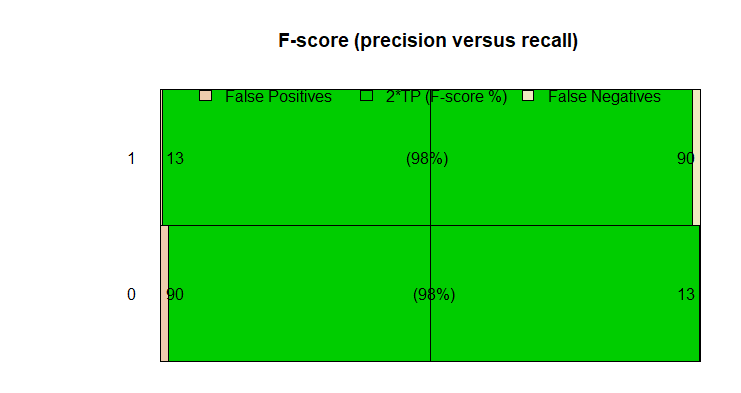 F-score (precision versus recall)
False Positives 2*TP (F-score %) False Negatives
1 13 (98%) 90
0 90 (98%) 13